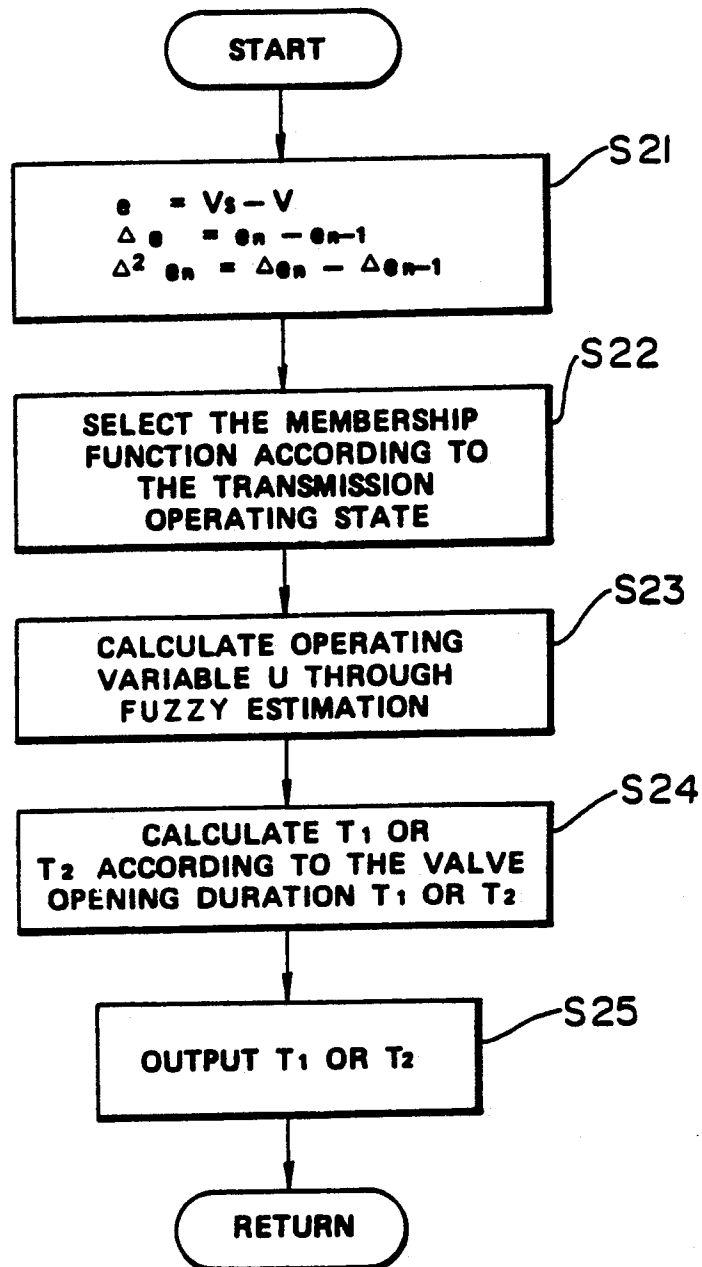 START
S21
e = Vs − V
Δ e = en − en−1
Δ² en = Δen − Δen−1
S22
SELECT THE MEMBERSHIP
FUNCTION ACCORDING TO
THE TRANSMISSION
OPERATING STATE
S23
CALCULATE OPERATING
VARIABLE U THROUGH
FUZZY ESTIMATION
S24
CALCULATE T1 OR
T2 ACCORDING TO THE VALVE
OPENING DURATION T1 OR T2
S25
OUTPUT T1 OR T2
RETURN